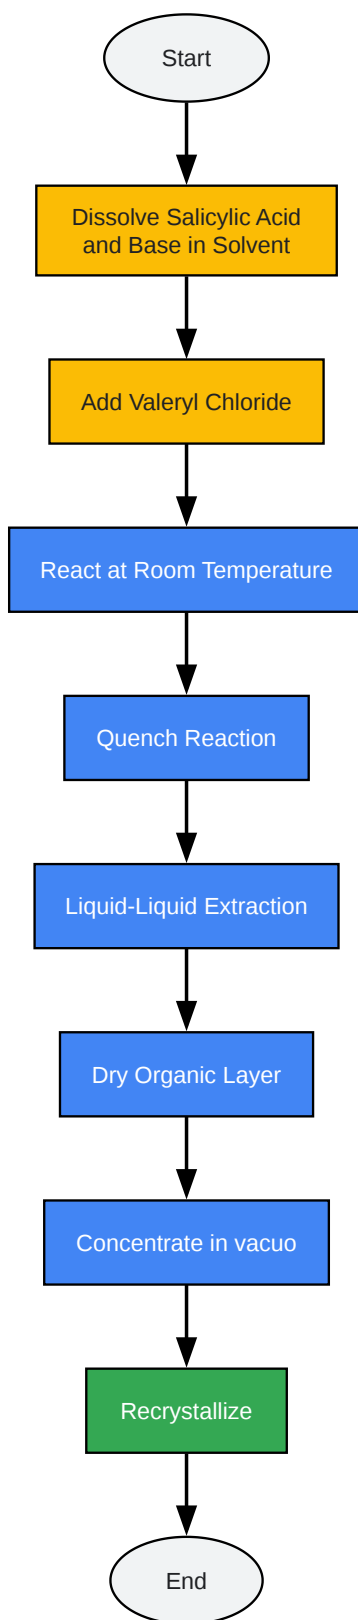 Start
Dissolve Salicylic Acid
and Base in Solvent
Add Valeryl Chloride
React at Room Temperature
Quench Reaction
Liquid-Liquid Extraction
Dry Organic Layer
Concentrate in vacuo
Recrystallize
End